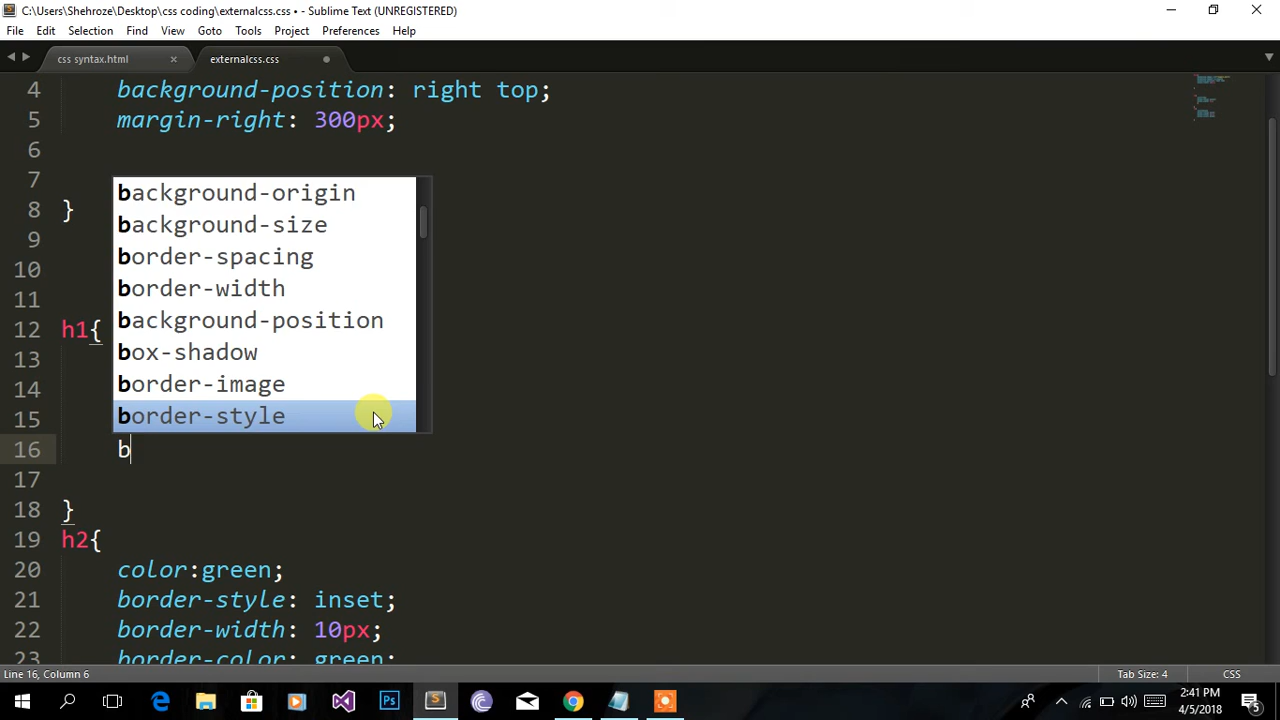 C:\Users\Shehroze\Desktop\css coding\externalcss.css • - Sublime Text (UNREGISTERED)
File Edit Selection Find View Goto Tools Project Preferences Help
css syntax.html × externalcss.css
4 background-position: right top;
5 margin-right: 300px;
6
7
background-origin
8 }
background-size
9
border-spacing
10
border-width
11
background-position
12 h1{
box-shadow
13
border-image
14
border-style
15
16 b
17
18 }
19 h2{
20 color:green;
21 border-style: inset;
22 border-width: 10px;
23 border-color: green;
Line 16, Column 6 Tab Size: 4 CSS
2:41 PM
4/5/2018
5